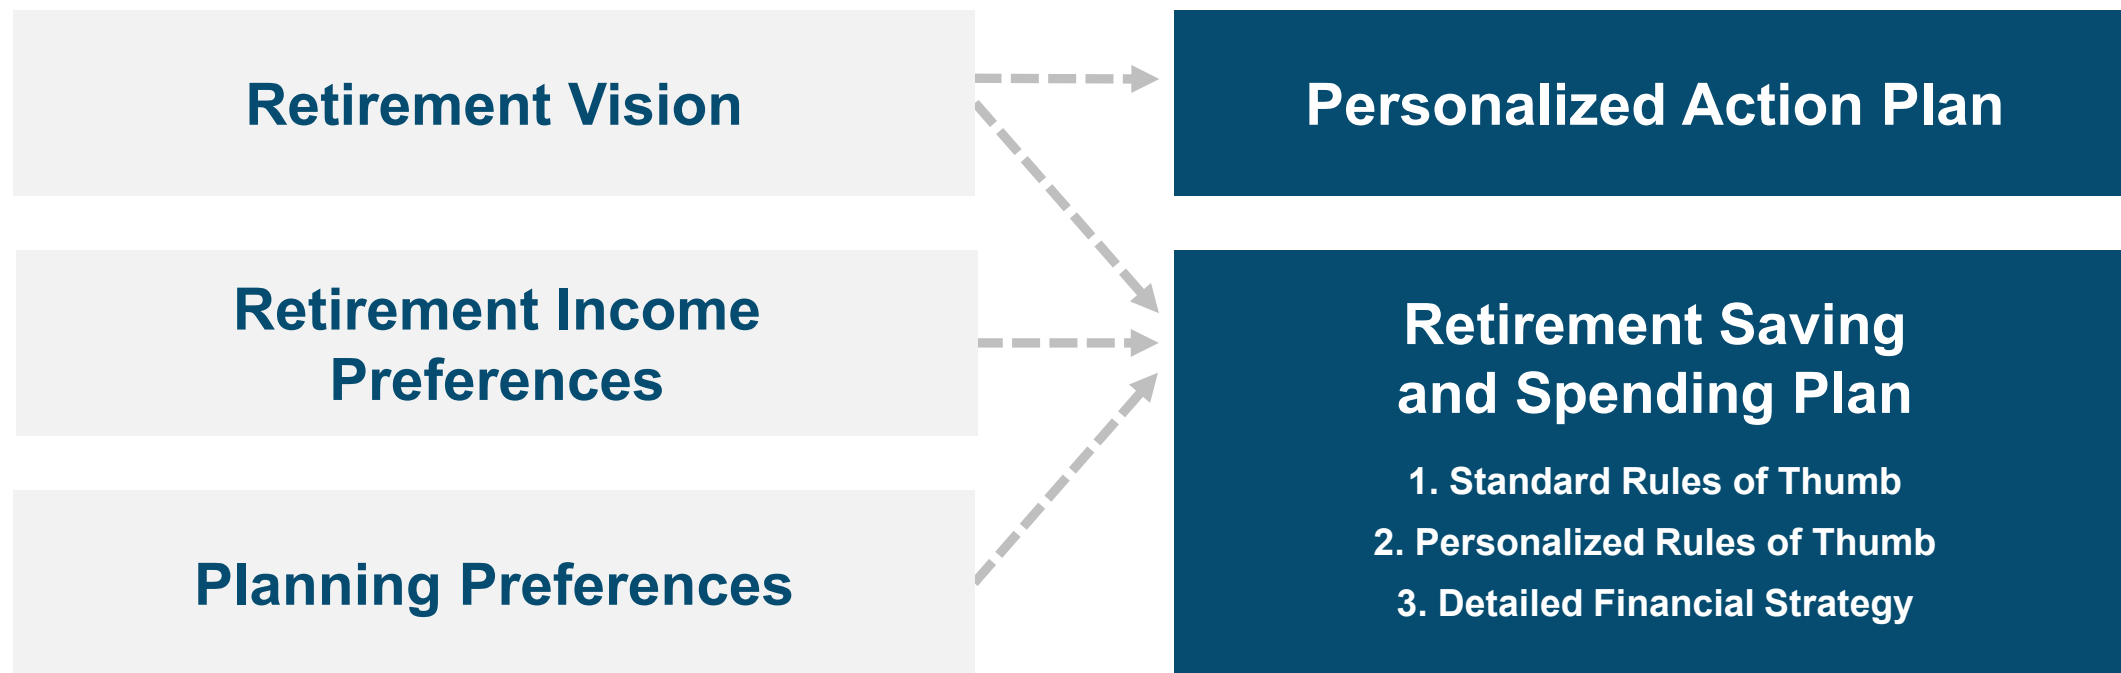 Retirement Vision
Retirement Income
Preferences
Planning Preferences
Personalized Action Plan
Retirement Saving
and Spending Plan
1. Standard Rules of Thumb
2. Personalized Rules of Thumb
3. Detailed Financial Strategy